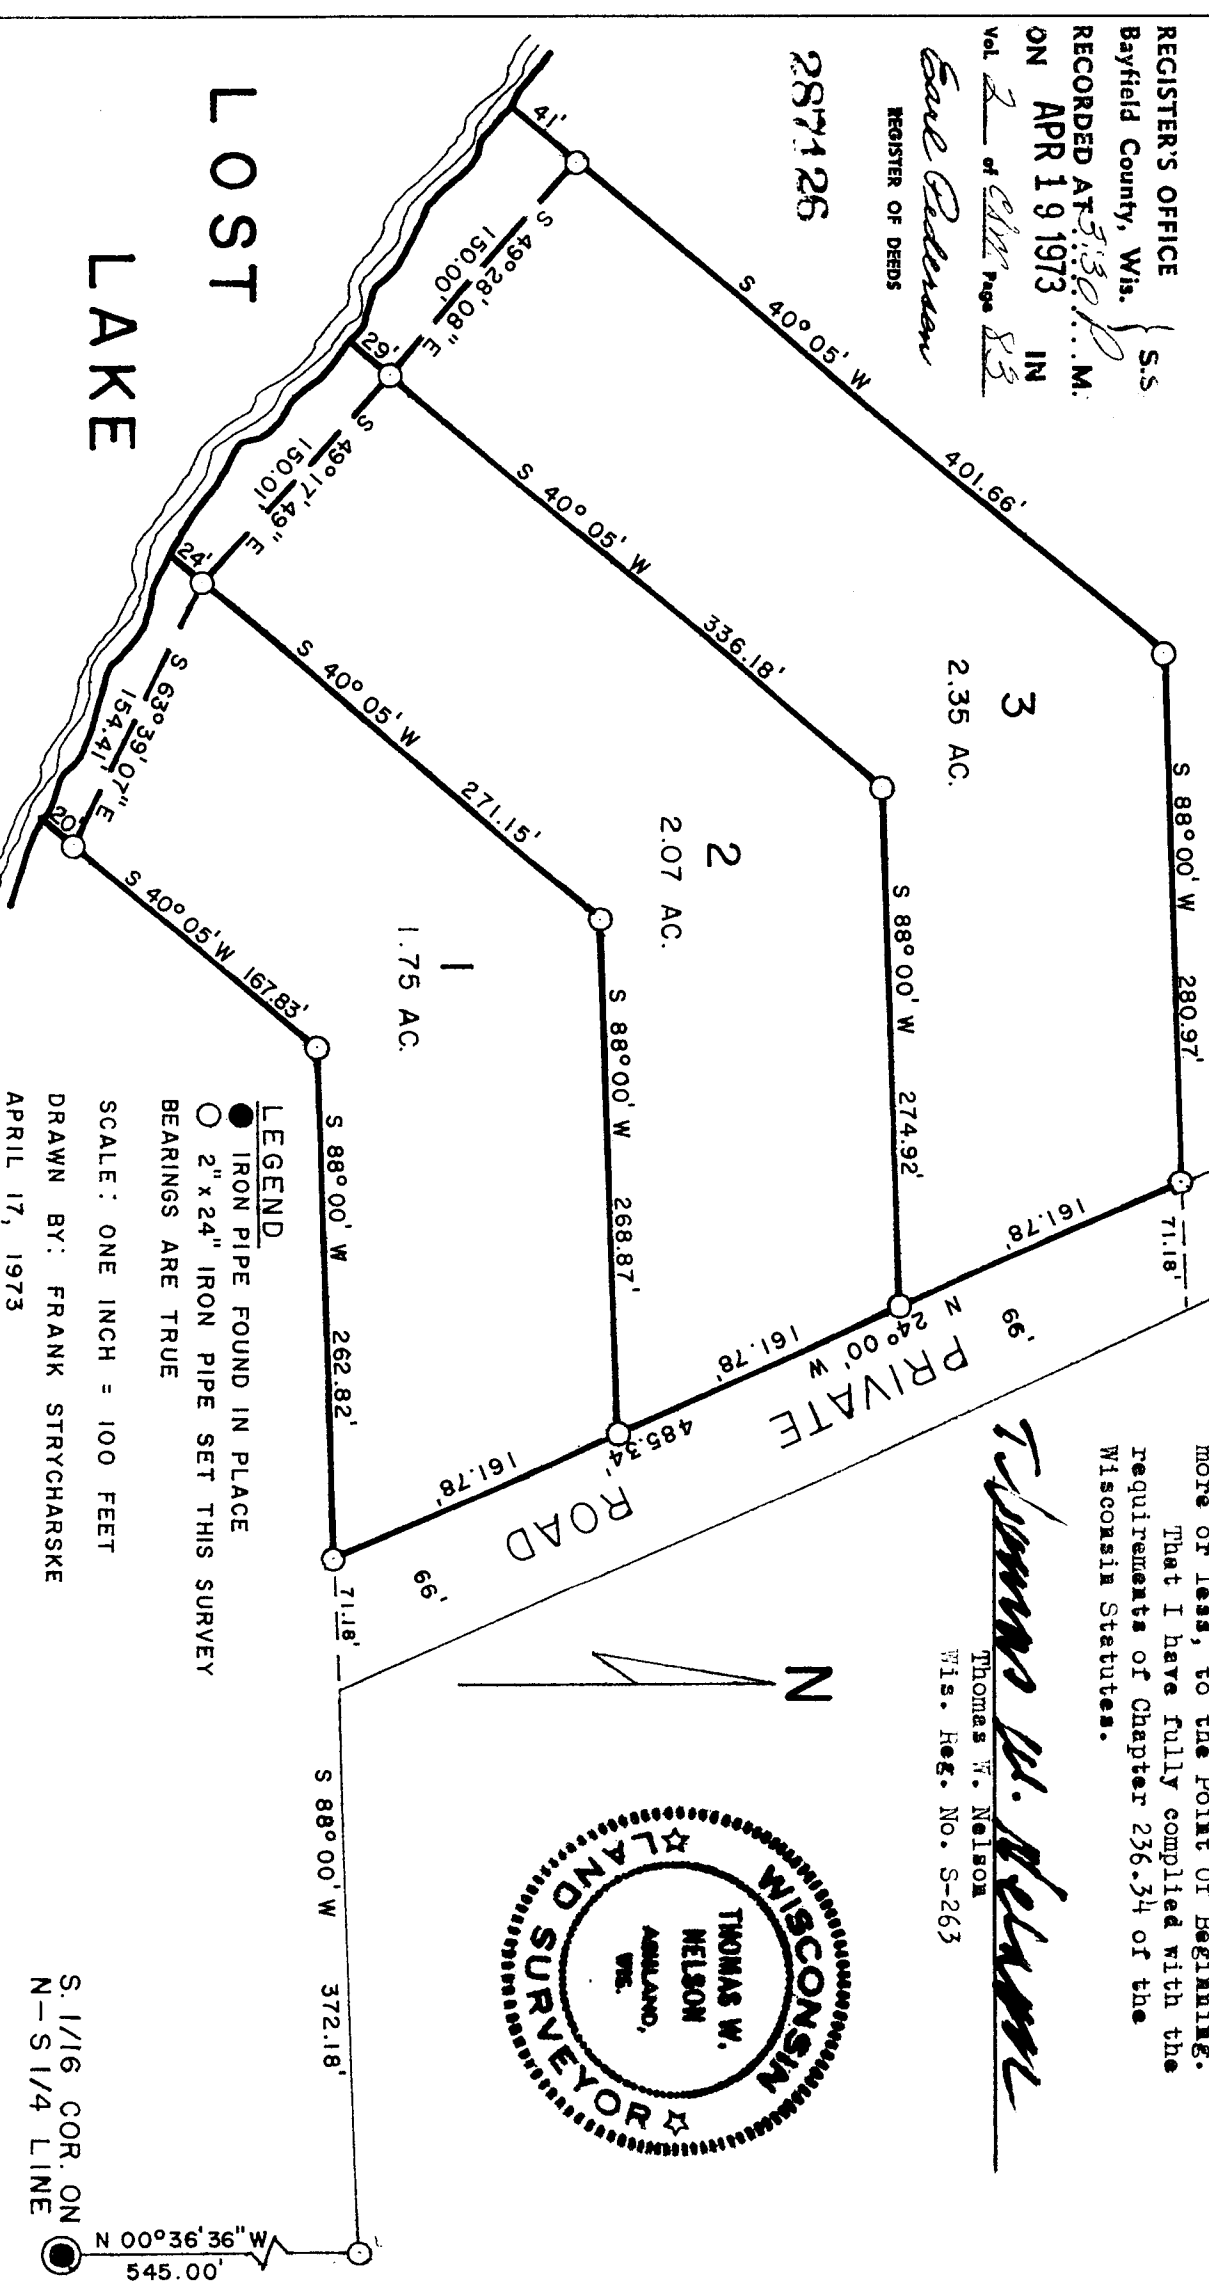 REGISTER'S OFFICE
Bayfield County, Wis. } S.S.
RECORDED AT 3:30 P M.
ON APR 19 1973 IN
Vol. 2 of CSM Page 83
Earl Pederson
REGISTER OF DEEDS
287126
more or less, to the Point Of Beginning.
That I have fully complied with the
requirements of Chapter 236.34 of the
Wisconsin Statutes.
Thomas W. Nelson
Thomas W. Nelson
Wis. Reg. No. S-263
WISCONSIN
THOMAS W.
NELSON
ASHLAND,
WIS.
LAND SURVEYOR
N
LOST
LAKE
41'
S 40°05' W 401.66'
S 88°00' W 280.97'
71.18'
S 49°28'08" E
150.00'
3
2.35 AC.
161.78'
66'
29'
S 40°05' W 336.18'
S 88°00' W 274.92'
N 24°00' W
485.34'
PRIVATE
ROAD
S 49°17'49" E
150.01'
2
2.07 AC.
161.78'
24'
S 40°05' W 271.15'
S 88°00' W 268.87'
S 63°39'07" E
154.41'
1
1.75 AC.
161.78'
66'
20'
S 40°05' W 167.83'
S 88°00' W 262.82'
71.18'
S 88°00' W 372.18'
LEGEND
IRON PIPE FOUND IN PLACE
2" x 24" IRON PIPE SET THIS SURVEY
BEARINGS ARE TRUE
SCALE: ONE INCH = 100 FEET
DRAWN BY: FRANK STRYCHARSKE
APRIL 17, 1973
N 00°36'36" W
545.00'
S. 1/16 COR. ON
N-S 1/4 LINE